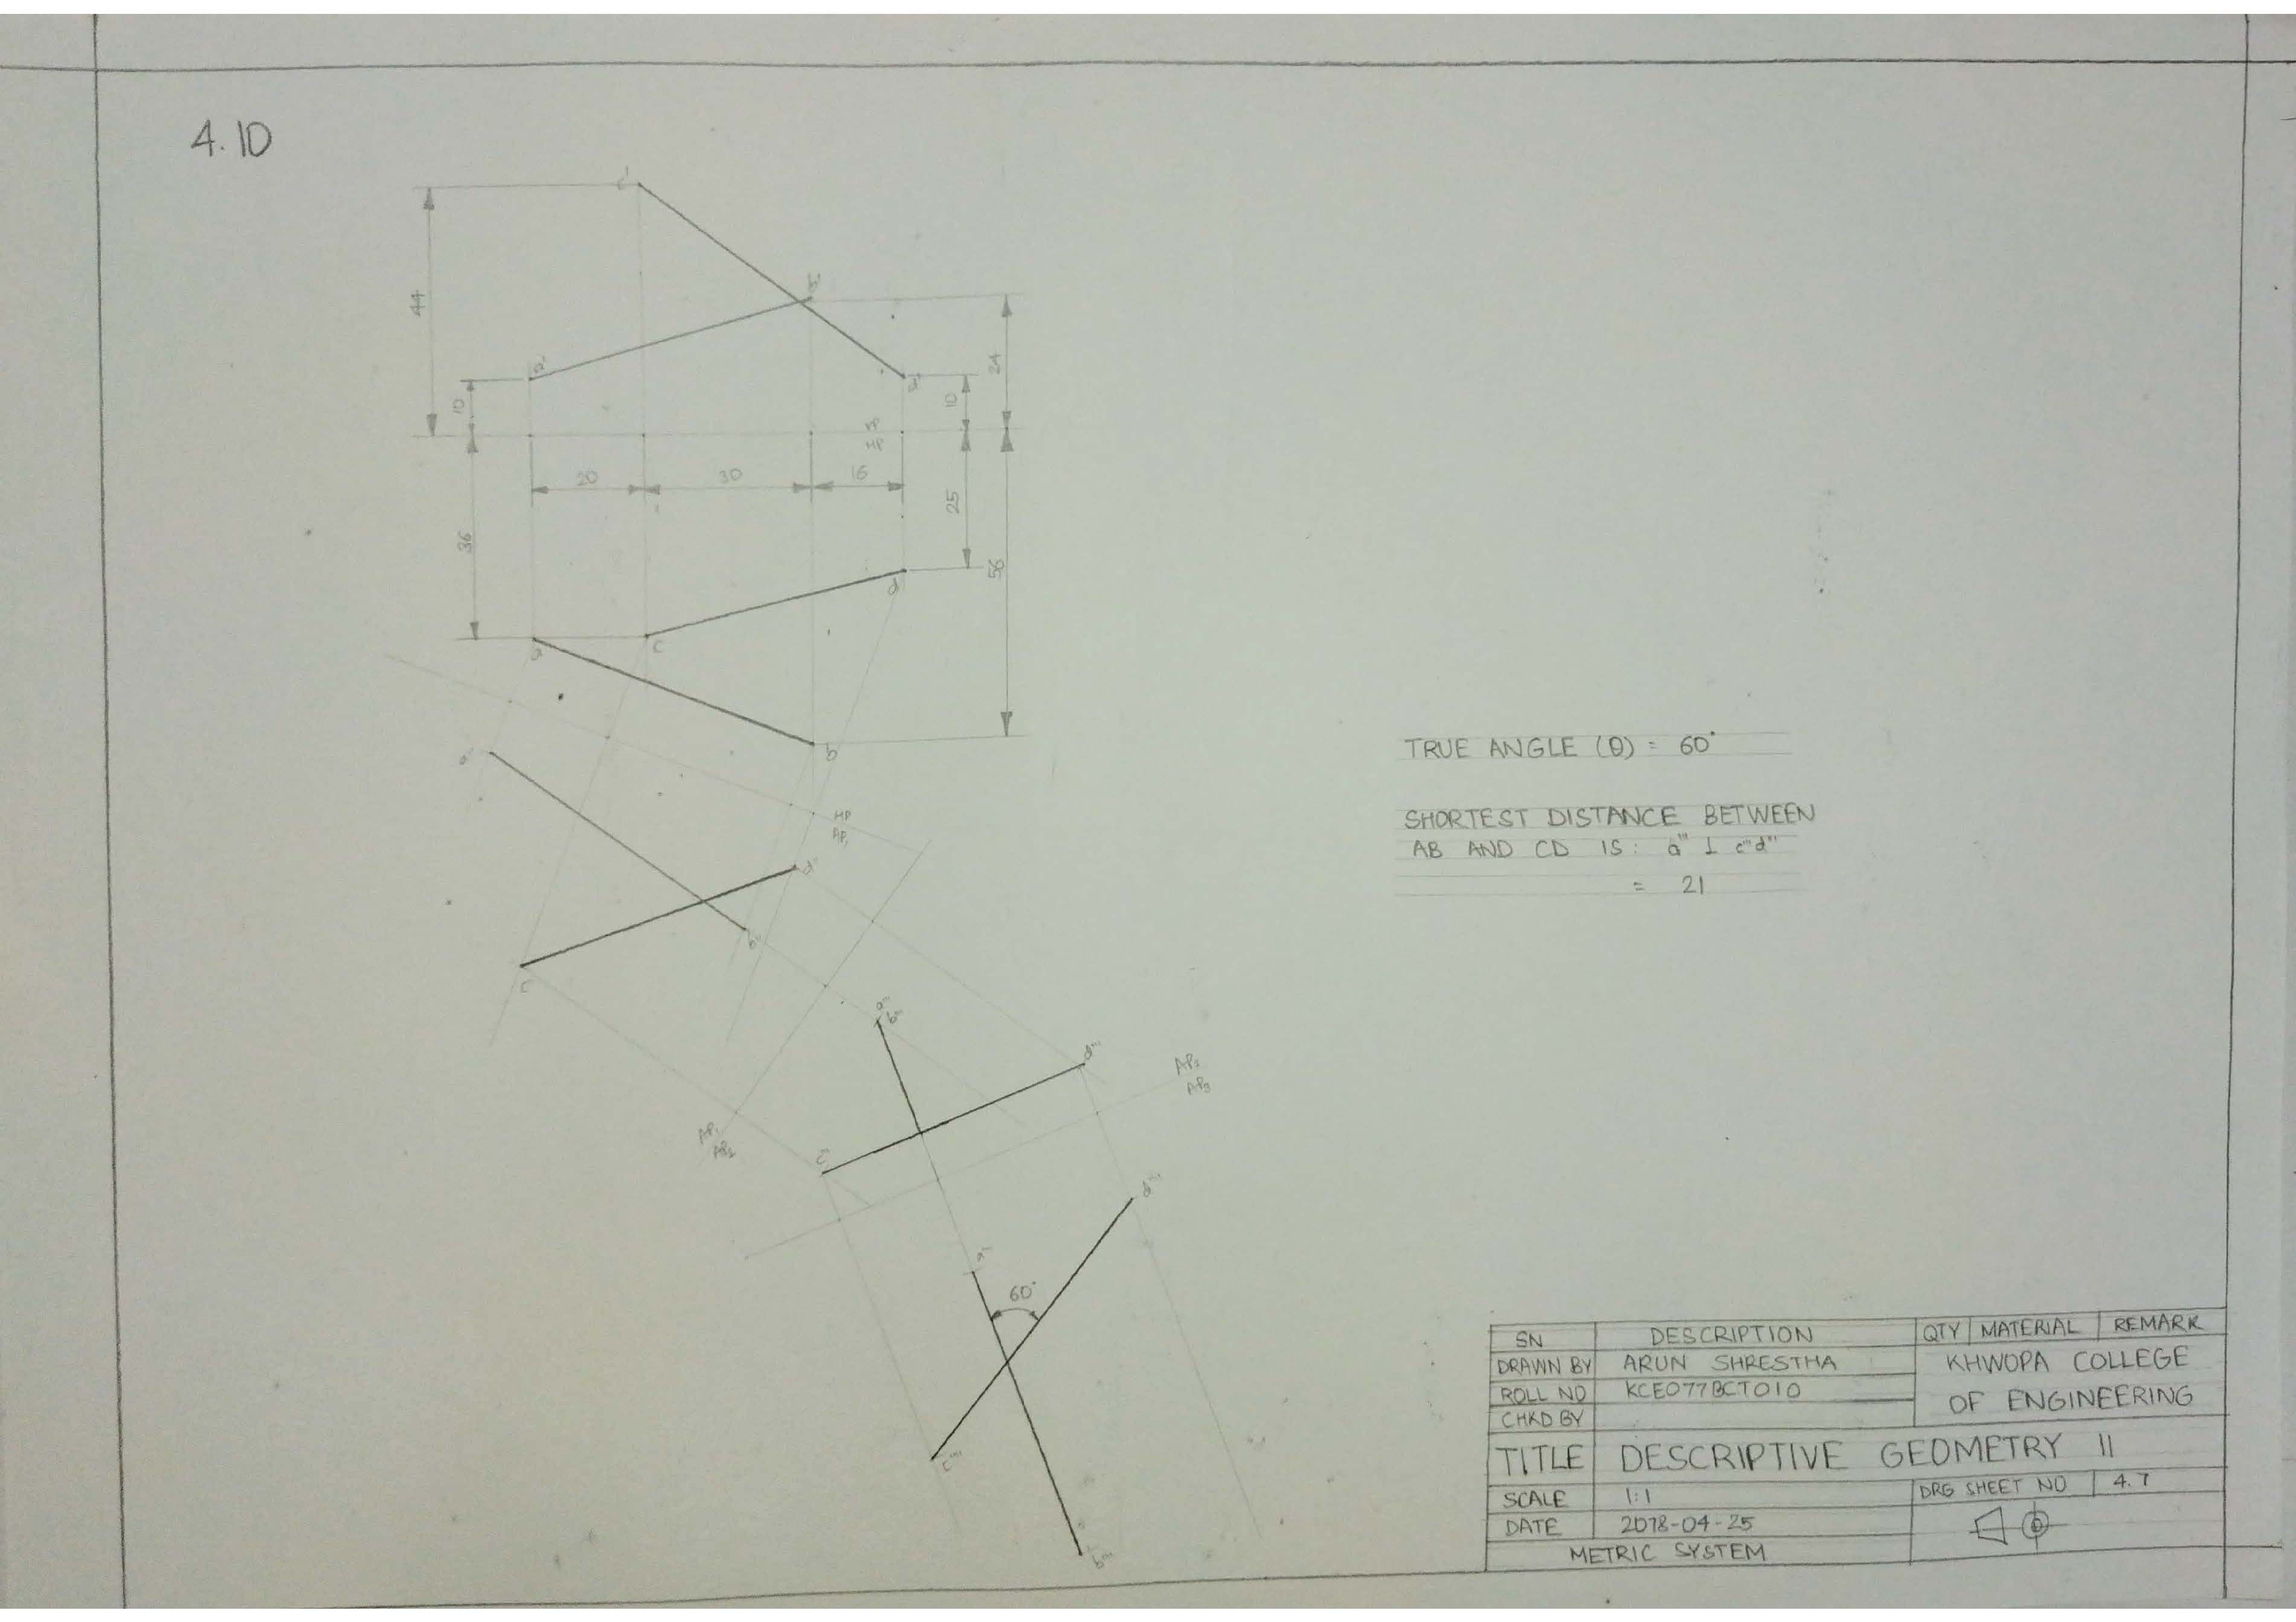 4.10
c'
44
b'
a'
d'
24
10
10
20
30
16
25
36
56
d
a
c
b
a"
HP
AP₁
d"
b"
c"
a'''
b'''
d'''
AP₂
AP₃
AP₁
AP₂
c'''
60°
TRUE ANGLE (θ) = 60°
SHORTEST DISTANCE BETWEEN
AB AND CD IS : a''' ⊥ c'''d'''
= 21
SN DESCRIPTION QTY MATERIAL REMARK
DRAWN BY ARUN SHRESTHA KHWOPA COLLEGE
ROLL NO KCE077BCT010 OF ENGINEERING
CHKD BY
TITLE DESCRIPTIVE GEOMETRY II
SCALE 1:1 DRG SHEET NO 4.7
DATE 2078-04-25
METRIC SYSTEM